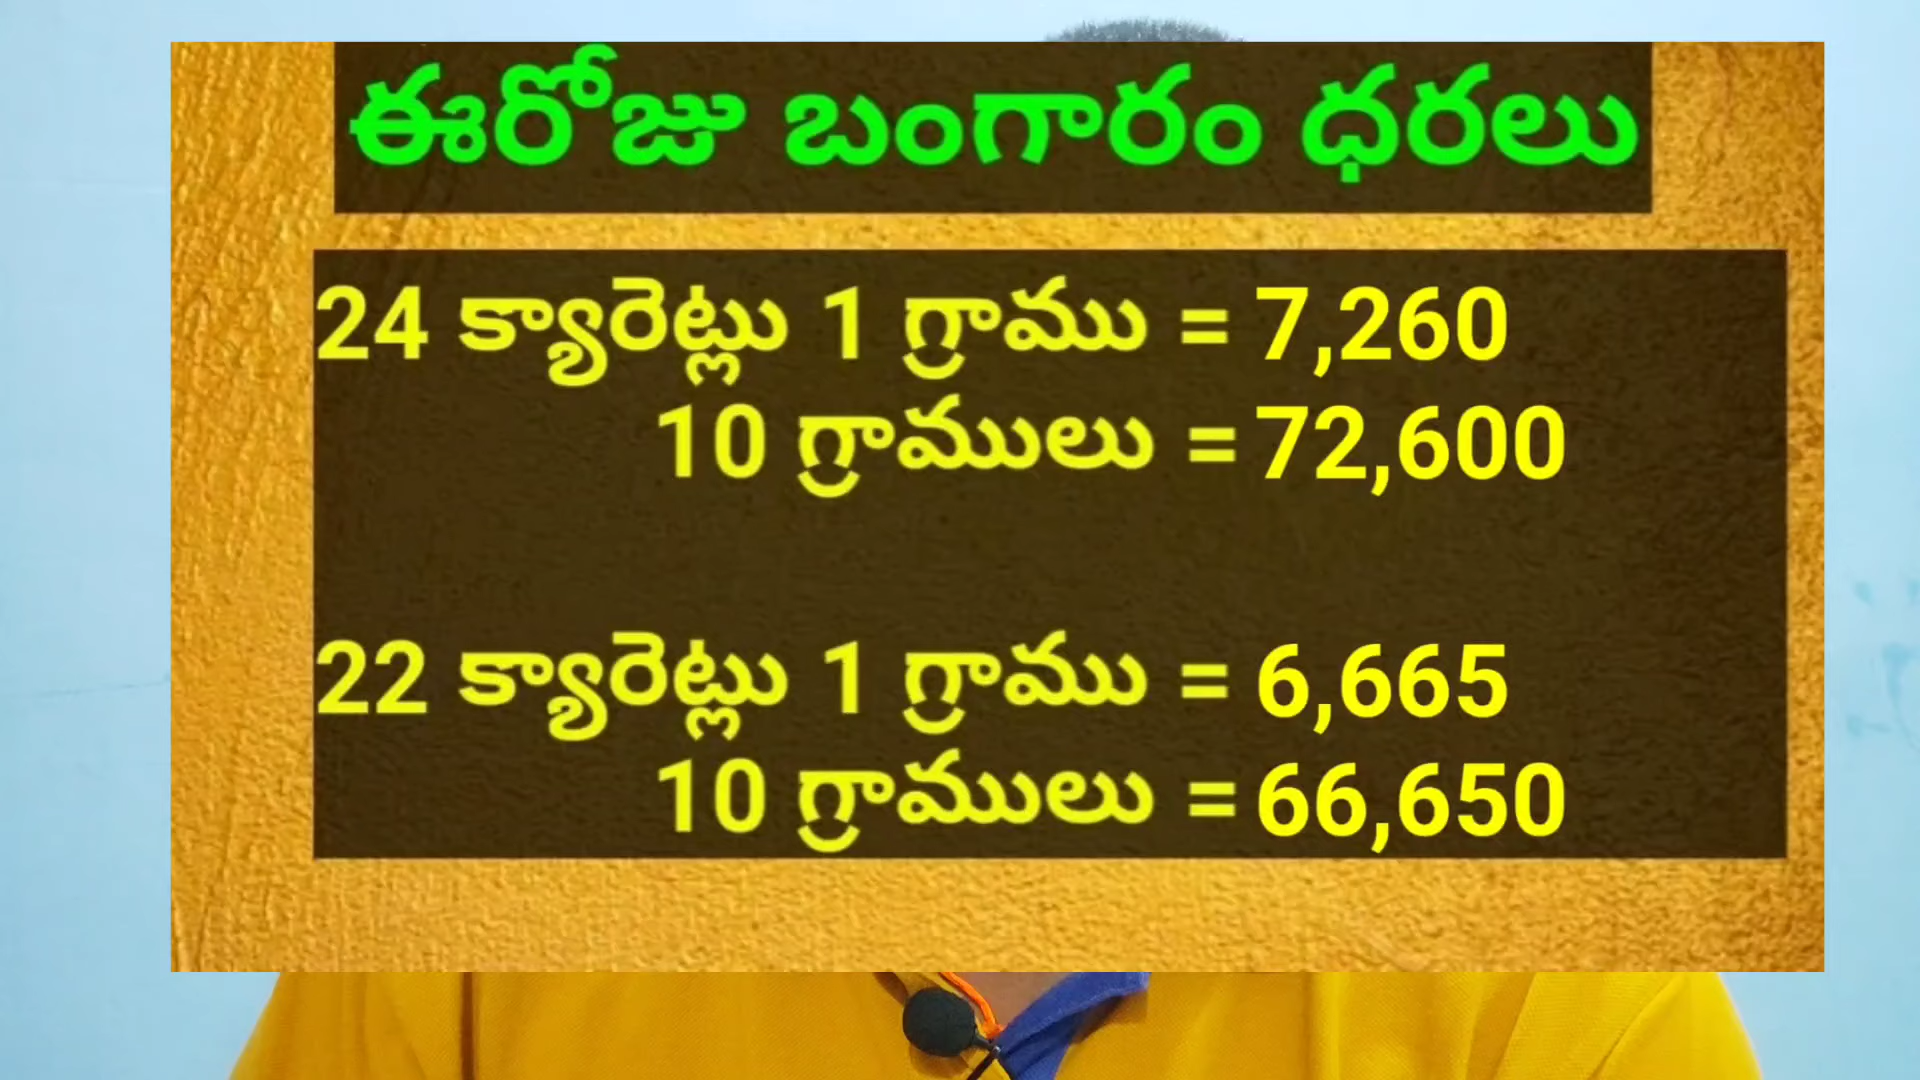 ఈరోజు బంగారం ధరలు
24 క్యారెట్లు 1 గ్రాము = 7,260
10 గ్రాములు = 72,600
22 క్యారెట్లు 1 గ్రాము = 6,665
10 గ్రాములు = 66,650